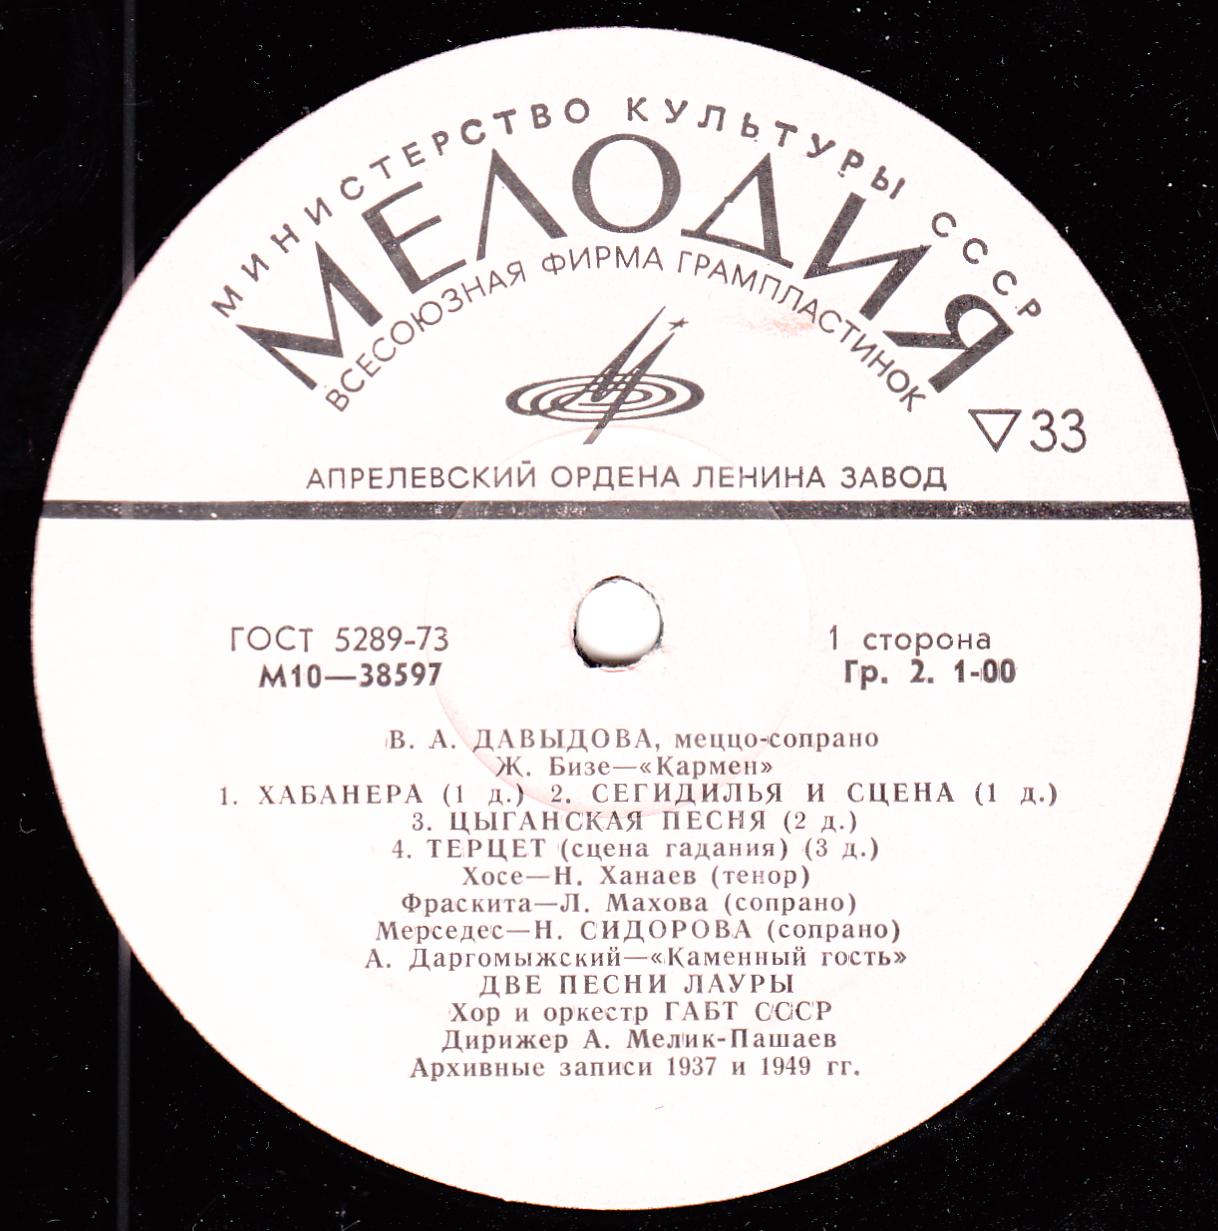 МИНИСТЕРСТВО КУЛЬТУРЫ СССР
МЕЛОДИЯ
ВСЕСОЮЗНАЯ ФИРМА ГРАМПЛАСТИНОК
33
АПРЕЛЕВСКИЙ ОРДЕНА ЛЕНИНА ЗАВОД
ГОСТ 5289-73
М10—38597
1 сторона
Гр. 2. 1-00
В. А. ДАВЫДОВА, меццо-сопрано
Ж. Бизе—«Кармен»
1. ХАБАНЕРА (1 д.) 2. СЕГИДИЛЬЯ И СЦЕНА (1 д.)
3. ЦЫГАНСКАЯ ПЕСНЯ (2 д.)
4. ТЕРЦЕТ (сцена гадания) (3 д.)
Хосе—Н. Ханаев (тенор)
Фраскита—Л. Махова (сопрано)
Мерседес—Н. СИДОРОВА (сопрано)
А. Даргомыжский—«Каменный гость»
ДВЕ ПЕСНИ ЛАУРЫ
Хор и оркестр ГАБТ СССР
Дирижер А. Мелик-Пашаев
Архивные записи 1937 и 1949 гг.